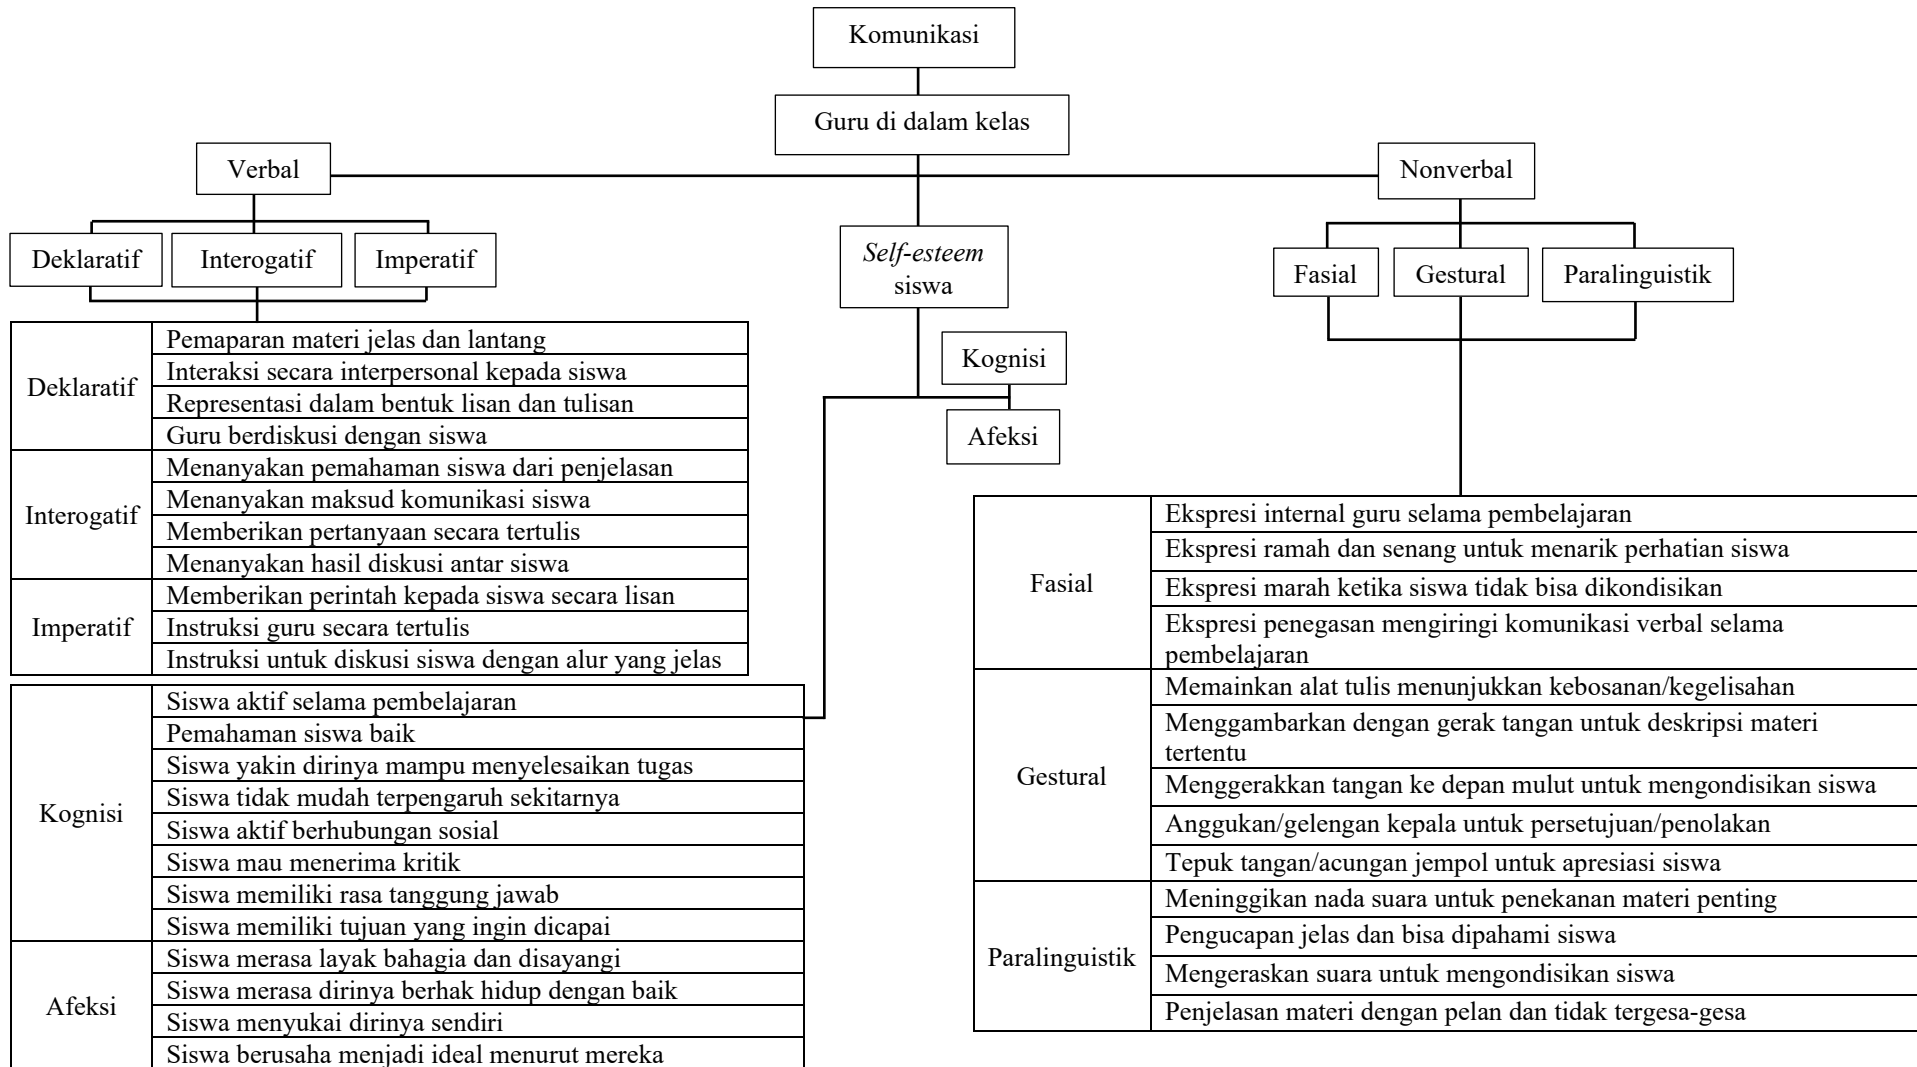 Komunikasi
Guru di dalam kelas
Verbal
Nonverbal
Deklaratif
Interogatif
Imperatif
Self-esteem
siswa
Fasial
Gestural
Paralinguistik
Kognisi
Afeksi
Deklaratif
Pemaparan materi jelas dan lantang
Interaksi secara interpersonal kepada siswa
Representasi dalam bentuk lisan dan tulisan
Guru berdiskusi dengan siswa
Interogatif
Menanyakan pemahaman siswa dari penjelasan
Menanyakan maksud komunikasi siswa
Memberikan pertanyaan secara tertulis
Menanyakan hasil diskusi antar siswa
Imperatif
Memberikan perintah kepada siswa secara lisan
Instruksi guru secara tertulis
Instruksi untuk diskusi siswa dengan alur yang jelas
Kognisi
Siswa aktif selama pembelajaran
Pemahaman siswa baik
Siswa yakin dirinya mampu menyelesaikan tugas
Siswa tidak mudah terpengaruh sekitarnya
Siswa aktif berhubungan sosial
Siswa mau menerima kritik
Siswa memiliki rasa tanggung jawab
Siswa memiliki tujuan yang ingin dicapai
Afeksi
Siswa merasa layak bahagia dan disayangi
Siswa merasa dirinya berhak hidup dengan baik
Siswa menyukai dirinya sendiri
Siswa berusaha menjadi ideal menurut mereka
Fasial
Ekspresi internal guru selama pembelajaran
Ekspresi ramah dan senang untuk menarik perhatian siswa
Ekspresi marah ketika siswa tidak bisa dikondisikan
Ekspresi penegasan mengiringi komunikasi verbal selama
pembelajaran
Gestural
Memainkan alat tulis menunjukkan kebosanan/kegelisahan
Menggambarkan dengan gerak tangan untuk deskripsi materi
tertentu
Menggerakkan tangan ke depan mulut untuk mengondisikan siswa
Anggukan/gelengan kepala untuk persetujuan/penolakan
Tepuk tangan/acungan jempol untuk apresiasi siswa
Paralinguistik
Meninggikan nada suara untuk penekanan materi penting
Pengucapan jelas dan bisa dipahami siswa
Mengeraskan suara untuk mengondisikan siswa
Penjelasan materi dengan pelan dan tidak tergesa-gesa